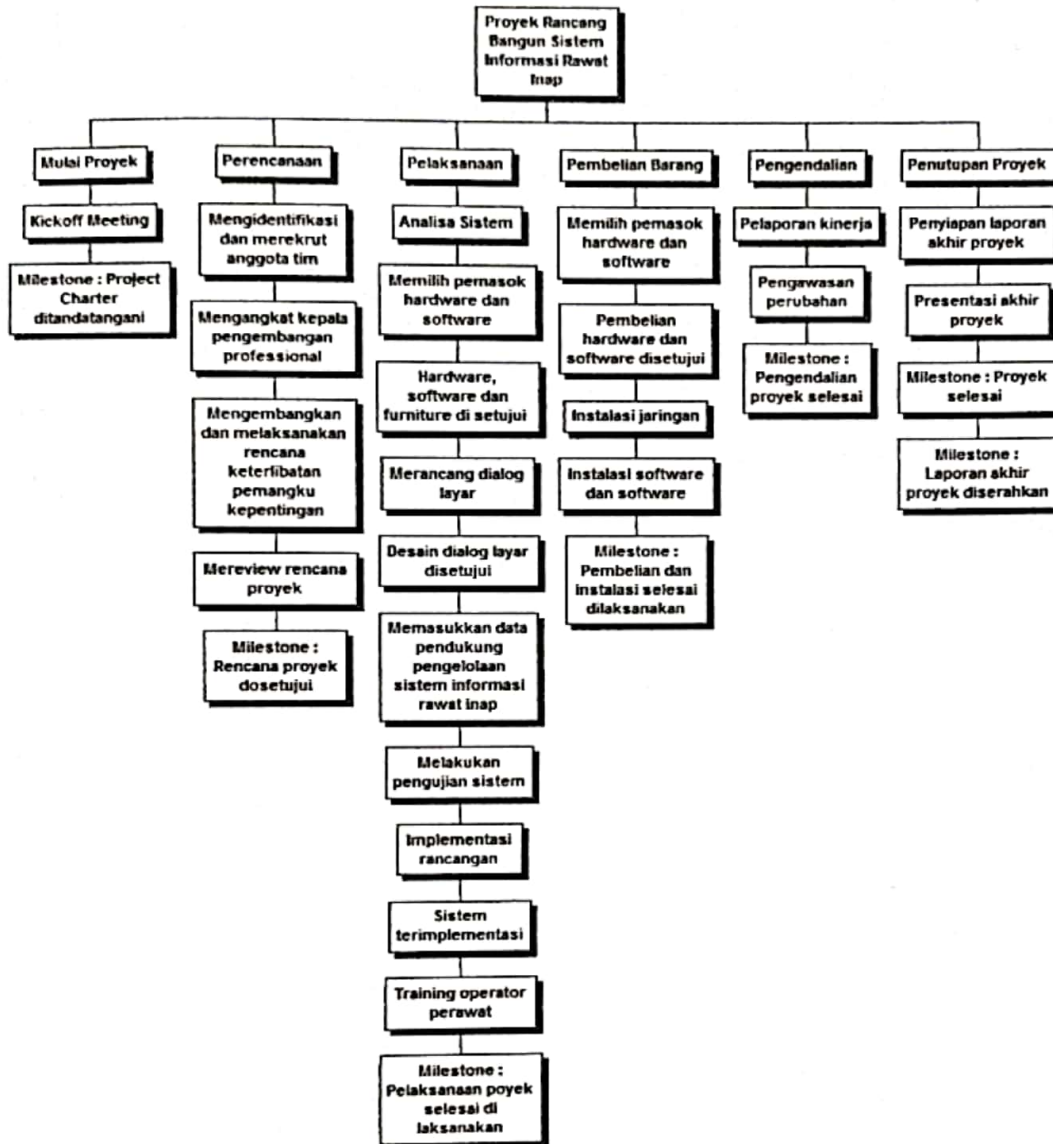 Proyek Rancang
Bangun Sistem
Informasi Rawat
Inap
Mulai Proyek
Kickoff Meeting
Milestone : Project
Charter
ditandatangani
Perencanaan
Mengidentifikasi
dan merekrut
anggota tim
Mengangkat kepala
pengembangan
professional
Mengembangkan
dan melaksanakan
rencana
keterlibatan
pemangku
kepentingan
Mereview rencana
proyek
Milestone :
Rencana proyek
dosetujui
Pelaksanaan
Analisa Sistem
Memilih pemasok
hardware dan
software
Hardware,
software dan
furniture di setujui
Merancang dialog
layar
Desain dialog layar
disetujui
Memasukkan data
pendukung
pengelolaan
sistem informasi
rawat inap
Melakukan
pengujian sistem
Implementasi
rancangan
Sistem
terimplementasi
Training operator
perawat
Milestone :
Pelaksanaan poyek
selesai di
laksanakan
Pembelian Barang
Memilih pemasok
hardware dan
software
Pembelian
hardware dan
software disetujui
Instalasi jaringan
Instalasi software
dan software
Milestone :
Pembelian dan
instalasi selesai
dilaksanakan
Pengendalian
Pelaporan kinerja
Pengawasan
perubahan
Milestone :
Pengendalian
proyek selesai
Penutupan Proyek
Penyiapan laporan
akhir proyek
Presentasi akhir
proyek
Milestone : Proyek
selesai
Milestone :
Laporan akhir
proyek diserahkan